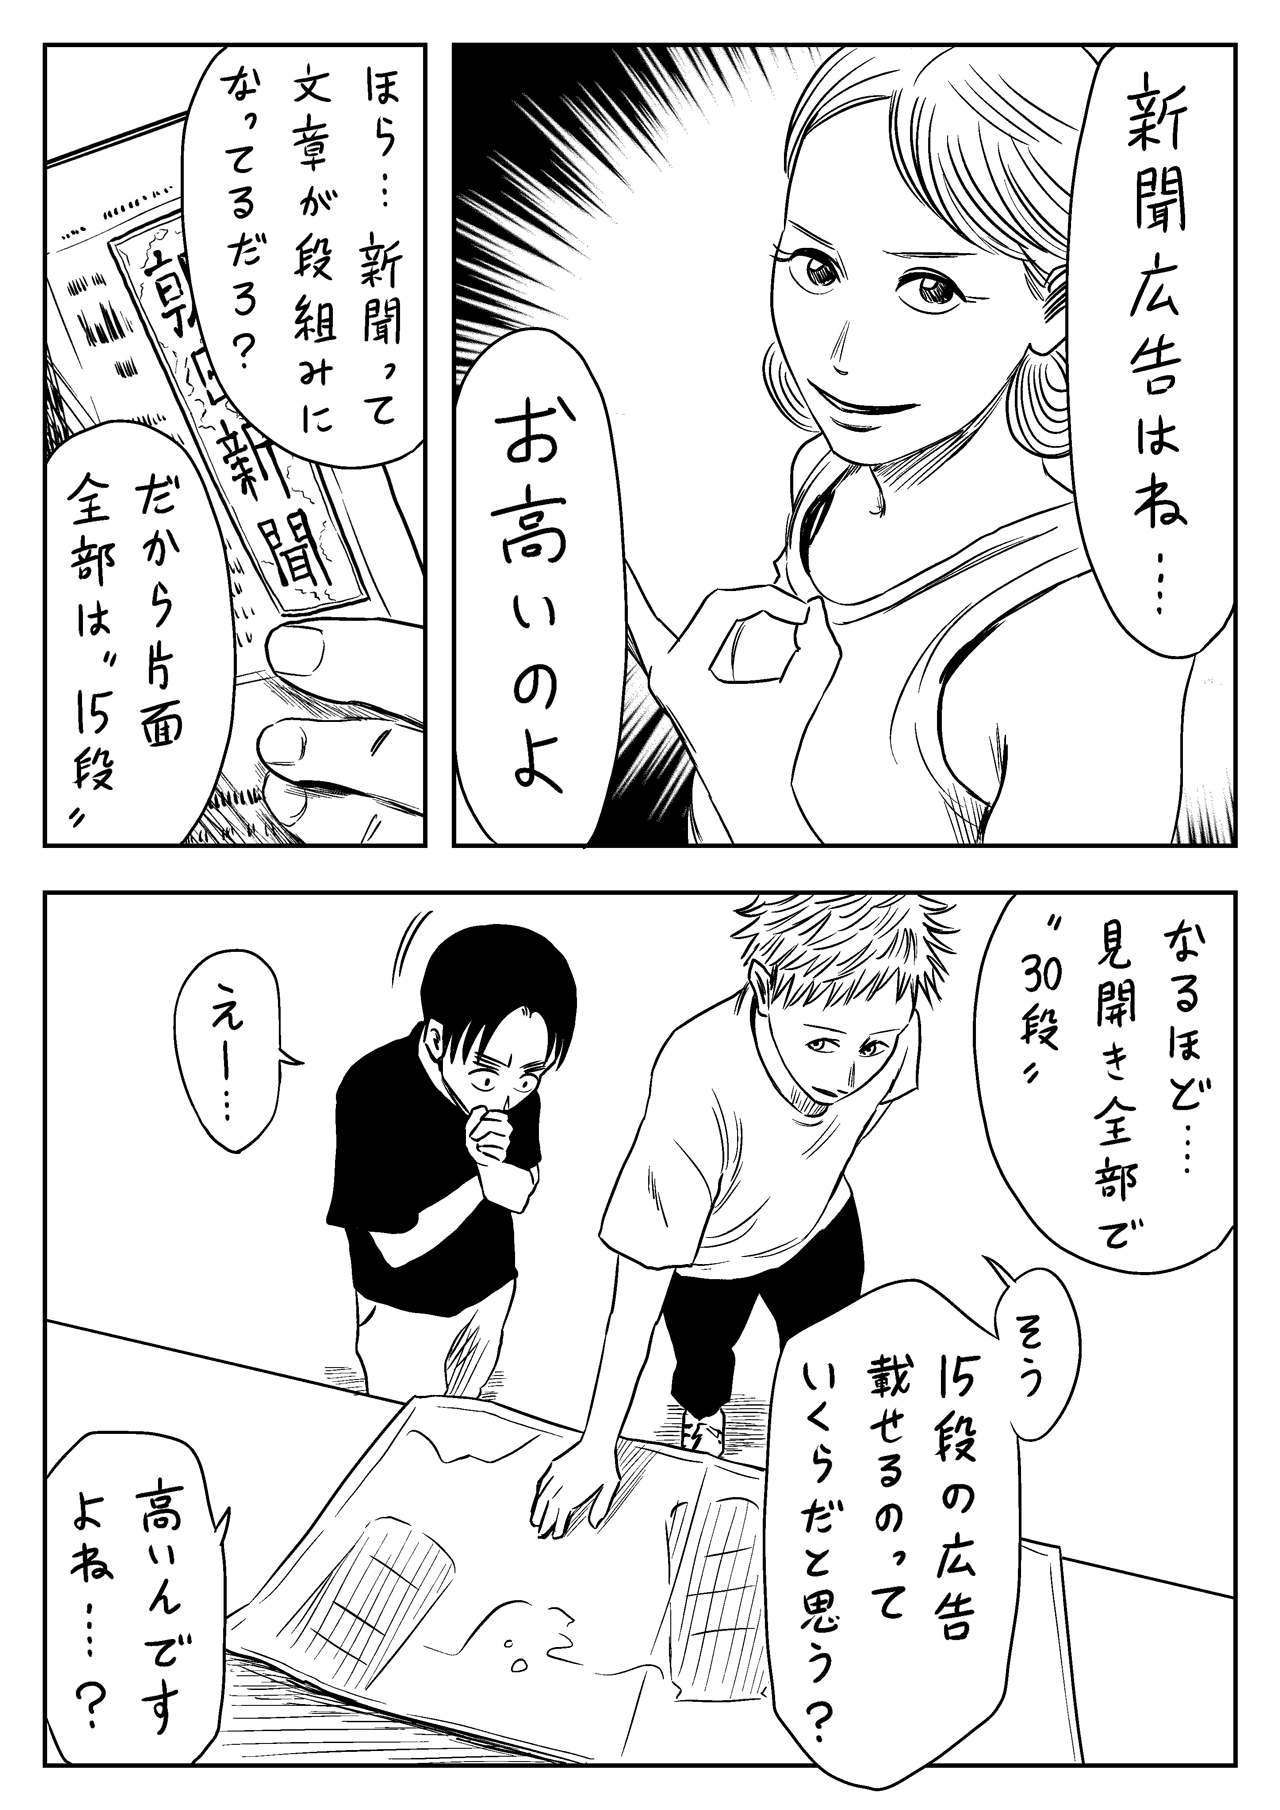 新聞広告はね……
お高いのよ
ほら…新聞って
文章が段組みに
なってるだろ？
朝日新聞
だから片面
全部は〝15段〟
なるほど……
見開き全部で
〝30段〟
そう
15段の広告
載せるのって
いくらだと思う？
えー…
高いんです
よね……？